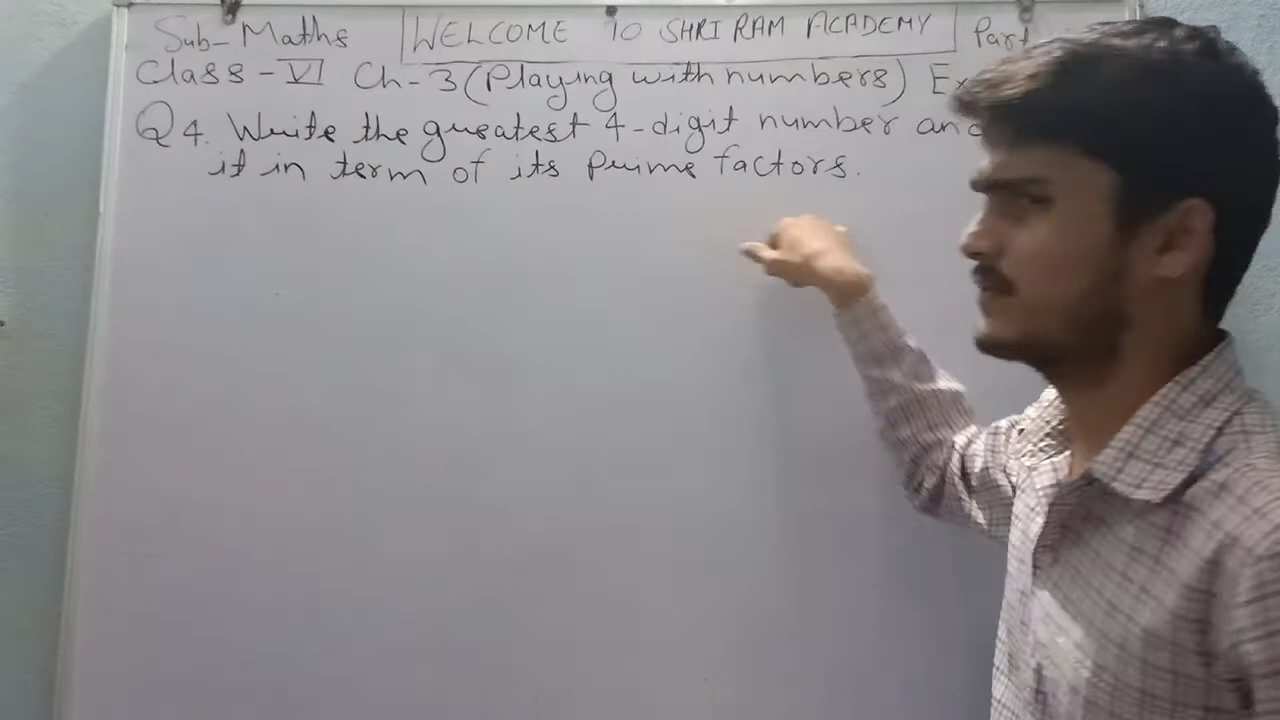 Sub- Maths WELCOME TO SHRI RAM ACADEMY Part
Class - VI Ch- 3 (Playing with numbers) Ex
Q 4. Write the greatest 4-digit number and
it in term of its Prime factors.